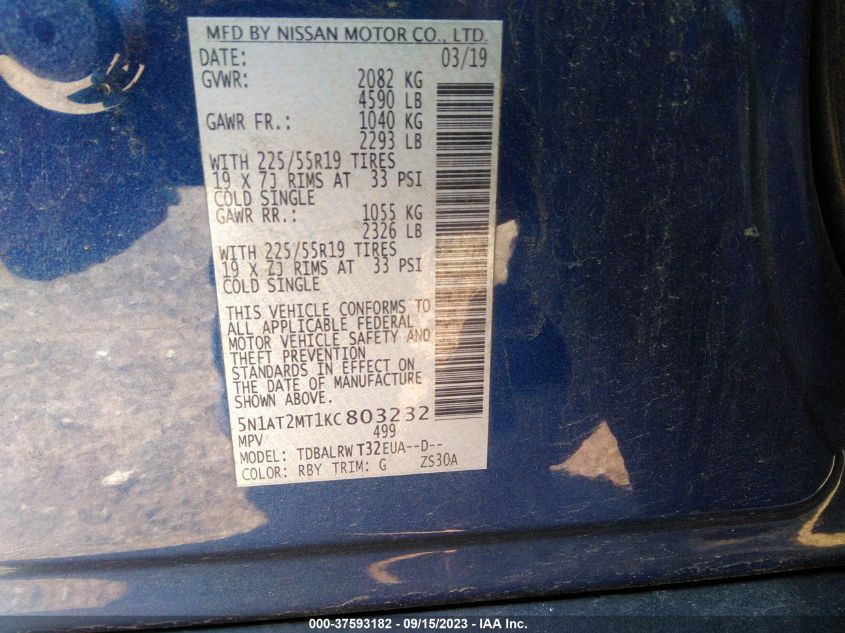 MFD BY NISSAN MOTOR CO., LTD.
DATE: 03/19
GVWR: 2082 KG
4590 LB
GAWR FR.: 1040 KG
2293 LB
WITH 225/55R19 TIRES
19 X 7J RIMS AT 33 PSI
COLD SINGLE
GAWR RR.: 1055 KG
2326 LB
WITH 225/55R19 TIRES
19 X 7J RIMS AT 33 PSI
COLD SINGLE
THIS VEHICLE CONFORMS TO
ALL APPLICABLE FEDERAL
MOTOR VEHICLE SAFETY AND
THEFT PREVENTION
STANDARDS IN EFFECT ON
THE DATE OF MANUFACTURE
SHOWN ABOVE.
5N1AT2MT1KC803232
MPV 499
MODEL: TDBALRW T32EUA--D--
COLOR: RBY TRIM: G ZS30A
000-37593182 - 09/15/2023 - IAA Inc.